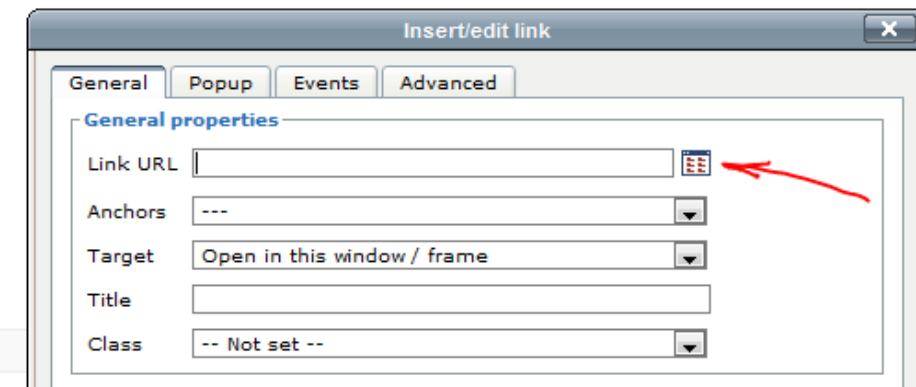 Insert/edit link
General Popup Events Advanced
General properties
Link URL
Anchors ---
Target Open in this window / frame
Title
Class -- Not set --